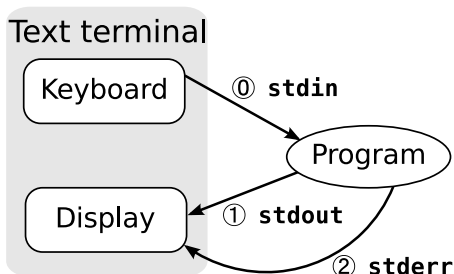 Text terminal
Keyboard
⓪ stdin
Program
① stdout
Display
② stderr